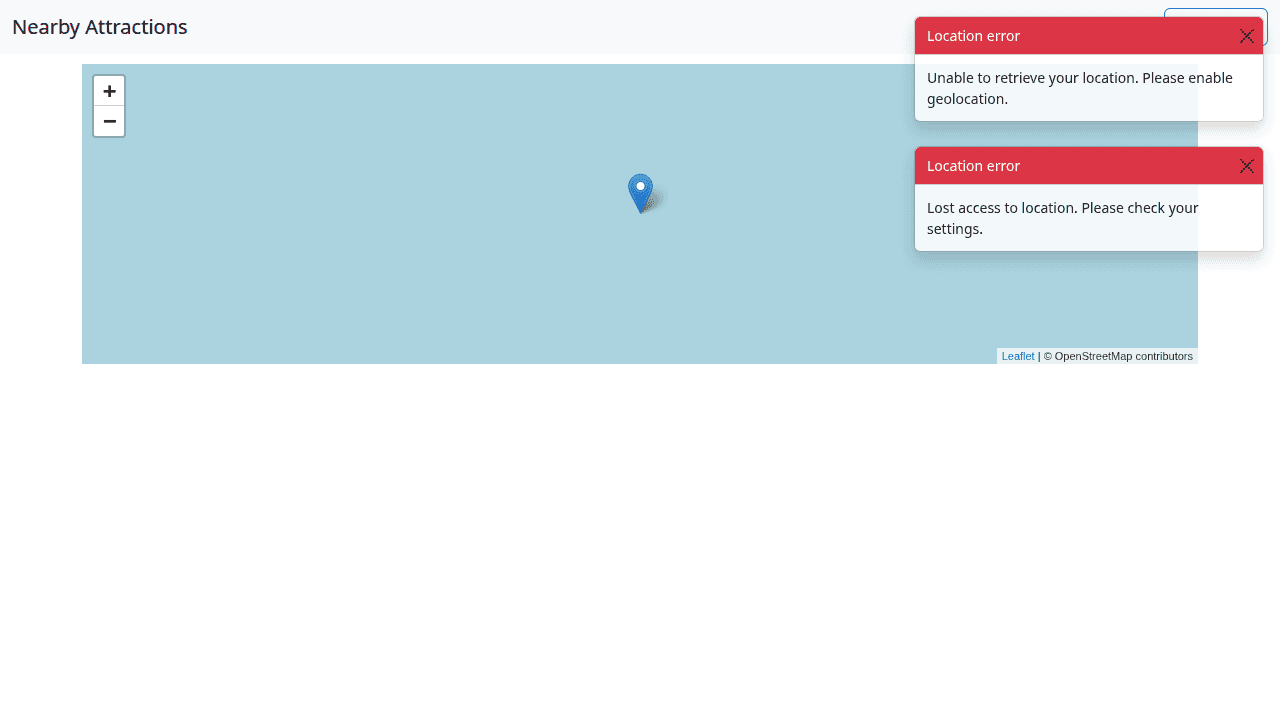 Nearby Attractions
Location error
Unable to retrieve your location. Please enable
geolocation.
Location error
Lost access to location. Please check your
settings.
+
−
Leaflet | © OpenStreetMap contributors